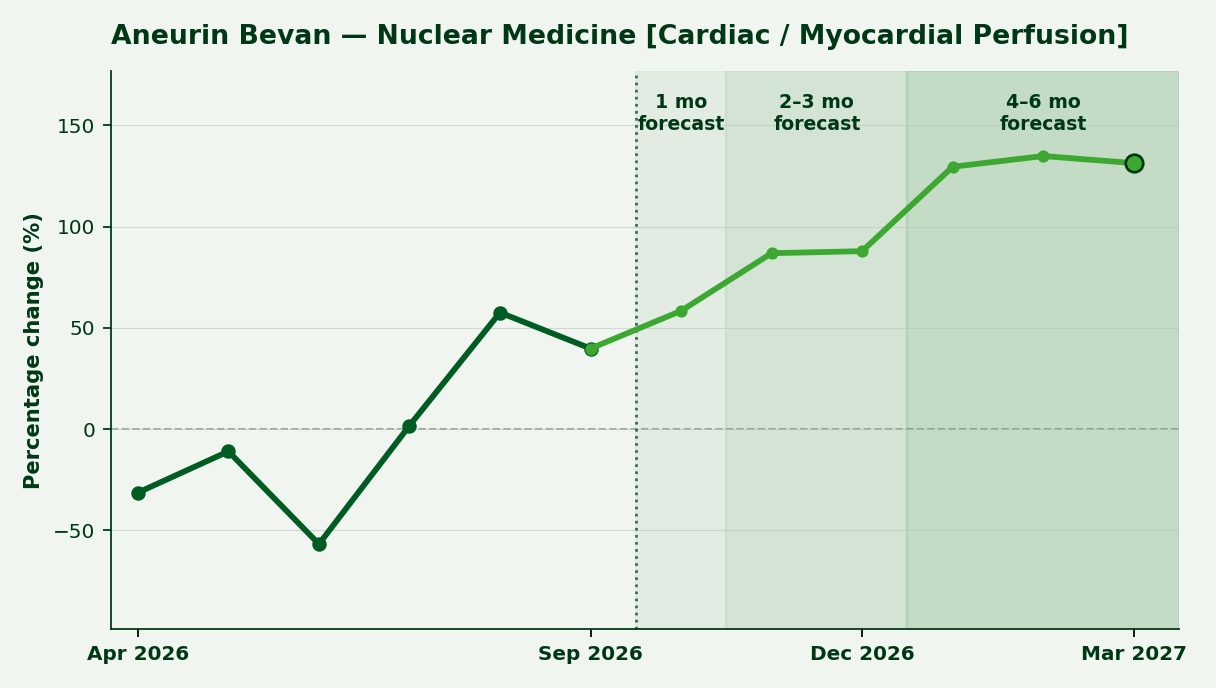 Aneurin Bevan — Nuclear Medicine [Cardiac / Myocardial Perfusion]
1 mo
forecast
2–3 mo
forecast
4–6 mo
forecast
Percentage change (%)
150
100
50
0
−50
Apr 2026
Sep 2026
Dec 2026
Mar 2027